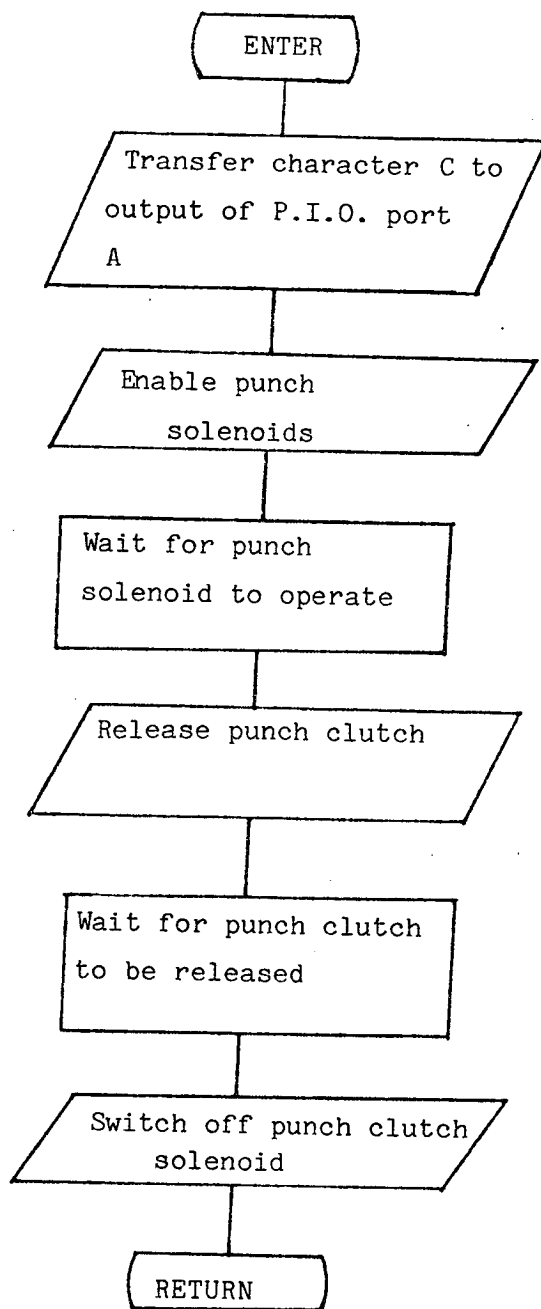 ENTER
Transfer character C to
output of P.I.O. port
A
Enable punch
solenoids
Wait for punch
solenoid to operate
Release punch clutch
Wait for punch clutch
to be released
Switch off punch clutch
solenoid
RETURN